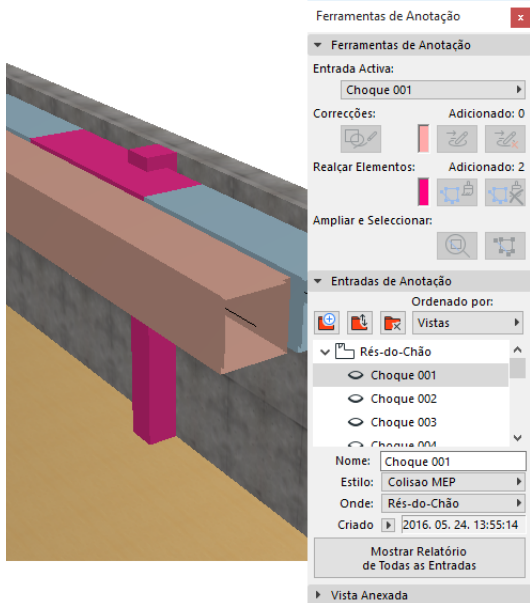 Ferramentas de Anotação
x
Ferramentas de Anotação
Entrada Activa:
Choque 001
Correcções: Adicionado: 0
Realçar Elementos: Adicionado: 2
Ampliar e Seleccionar:
Entradas de Anotação
Ordenado por:
Vistas
Rés-do-Chão
Choque 001
Choque 002
Choque 003
Choque 004
Nome: Choque 001
Estilo: Colisao MEP
Onde: Rés-do-Chão
Criado 2016. 05. 24. 13:55:14
Mostrar Relatório
de Todas as Entradas
Vista Anexada